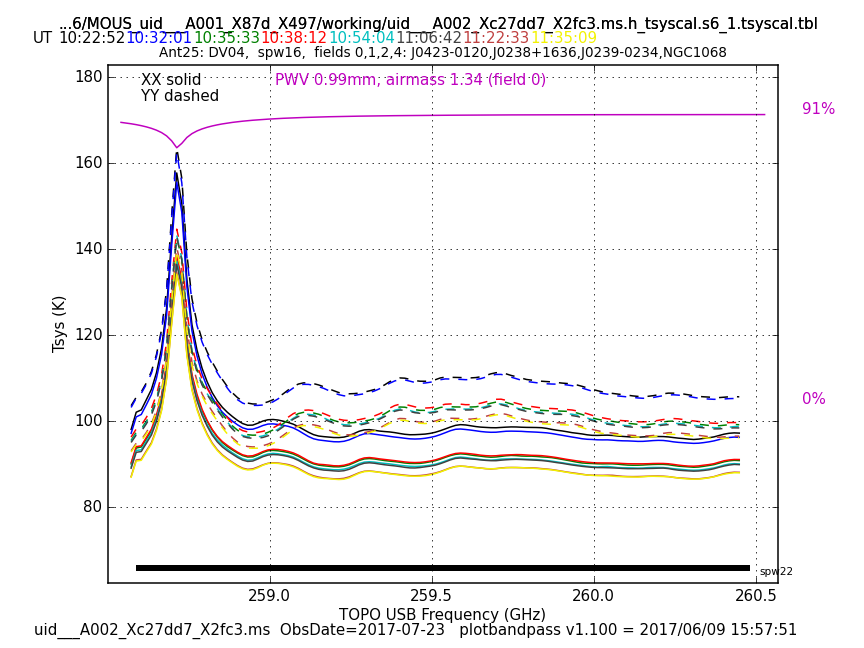 ...6/MOUS_uid___A001_X87d_X497/working/uid___A002_Xc27dd7_X2fc3.ms.h_tsyscal.s6_1.tsyscal.tbl
UT 10:22:52 10:32:01 10:35:33 10:38:12 10:54:04 11:06:42 11:22:33 11:35:09
Ant25: DV04, spw16, fields 0,1,2,4: J0423-0120,J0238+1636,J0239-0234,NGC1068
XX solid
YY dashed
PWV 0.99mm, airmass 1.34 (field 0)
91%
0%
Tsys (K)
180
160
140
120
100
80
spw22
259.0 259.5 260.0 260.5
TOPO USB Frequency (GHz)
uid___A002_Xc27dd7_X2fc3.ms ObsDate=2017-07-23 plotbandpass v1.100 = 2017/06/09 15:57:51